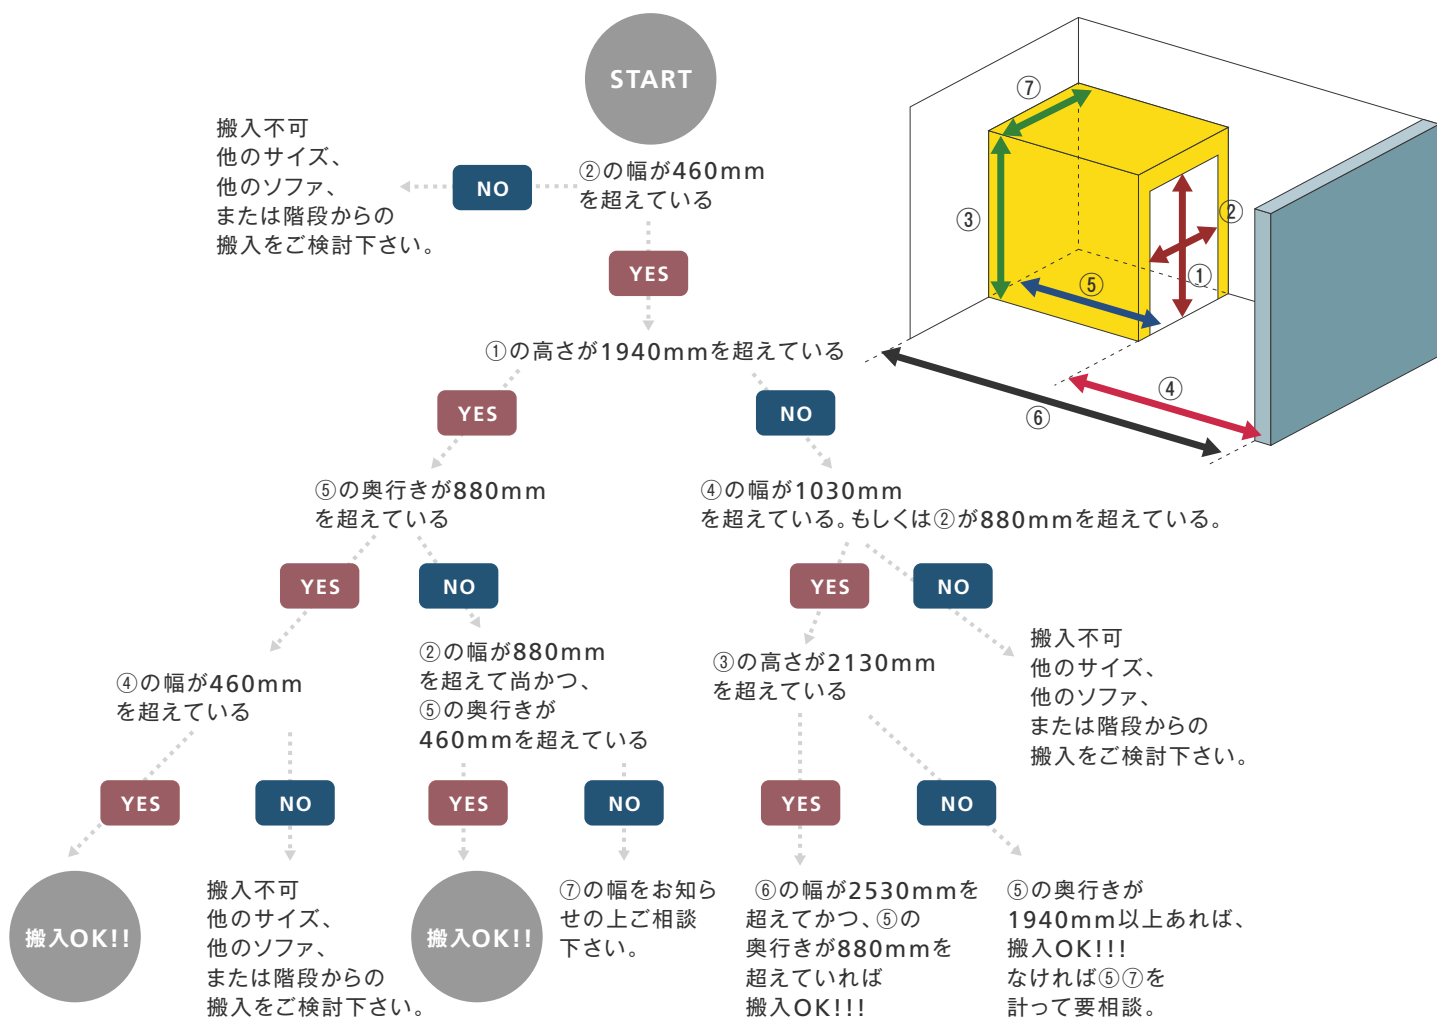 START
搬入不可
他のサイズ、
他のソファ、
または階段からの
搬入をご検討下さい。
NO
②の幅が460mm
を超えている
YES
①の高さが1940mmを超えている
YES
NO
⑤の奥行きが880mm
を超えている
④の幅が1030mm
を超えている。もしくは②が880mmを超えている。
YES
NO
YES
NO
④の幅が460mm
を超えている
②の幅が880mm
を超えて尚かつ、
⑤の奥行きが
460mmを超えている
③の高さが2130mm
を超えている
搬入不可
他のサイズ、
他のソファ、
または階段からの
搬入をご検討下さい。
YES
NO
YES
NO
YES
NO
搬入OK!!
搬入不可
他のサイズ、
他のソファ、
または階段からの
搬入をご検討下さい。
搬入OK!!
⑦の幅をお知ら
せの上ご相談
下さい。
⑥の幅が2530mmを
超えてかつ、⑤の
奥行きが880mmを
超えていれば
搬入OK!!!
⑤の奥行きが
1940mm以上あれば、
搬入OK!!!
なければ⑤⑦を
計って要相談。
⑦
③
②
①
⑤
④
⑥